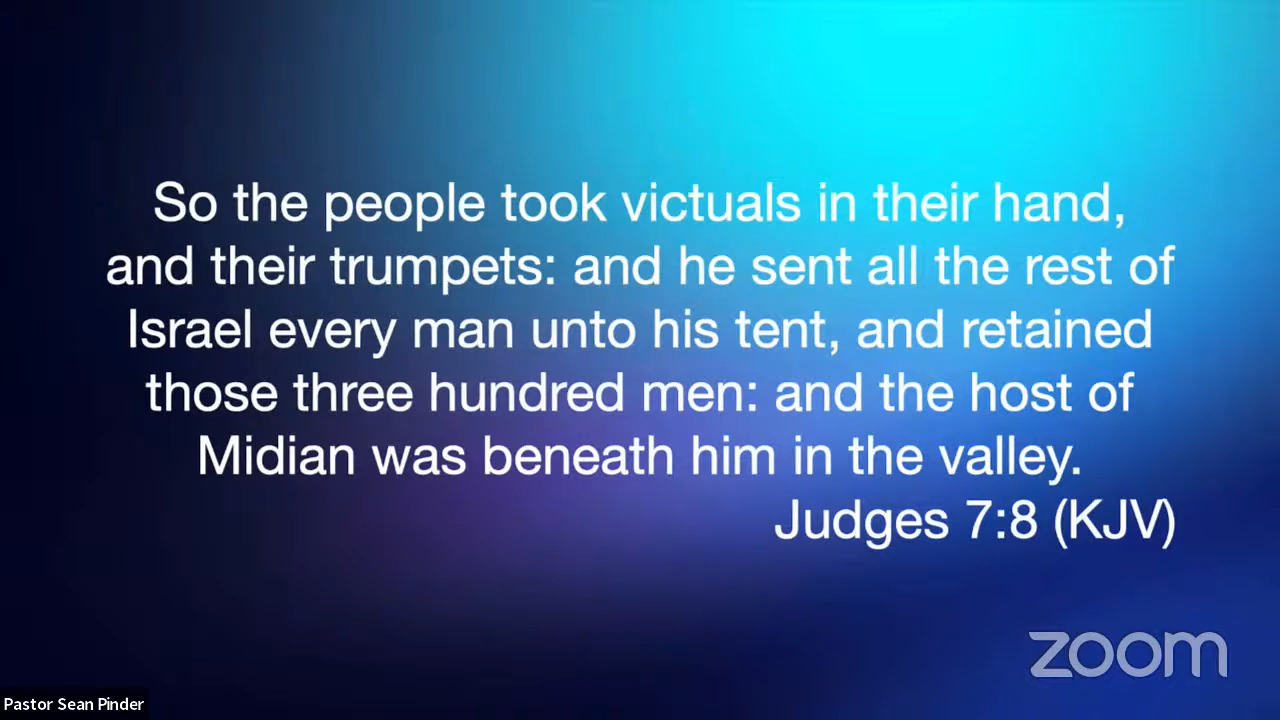 So the people took victuals in their hand,
and their trumpets: and he sent all the rest of
Israel every man unto his tent, and retained
those three hundred men: and the host of
Midian was beneath him in the valley.
Judges 7:8 (KJV)
zoom
Pastor Sean Pinder